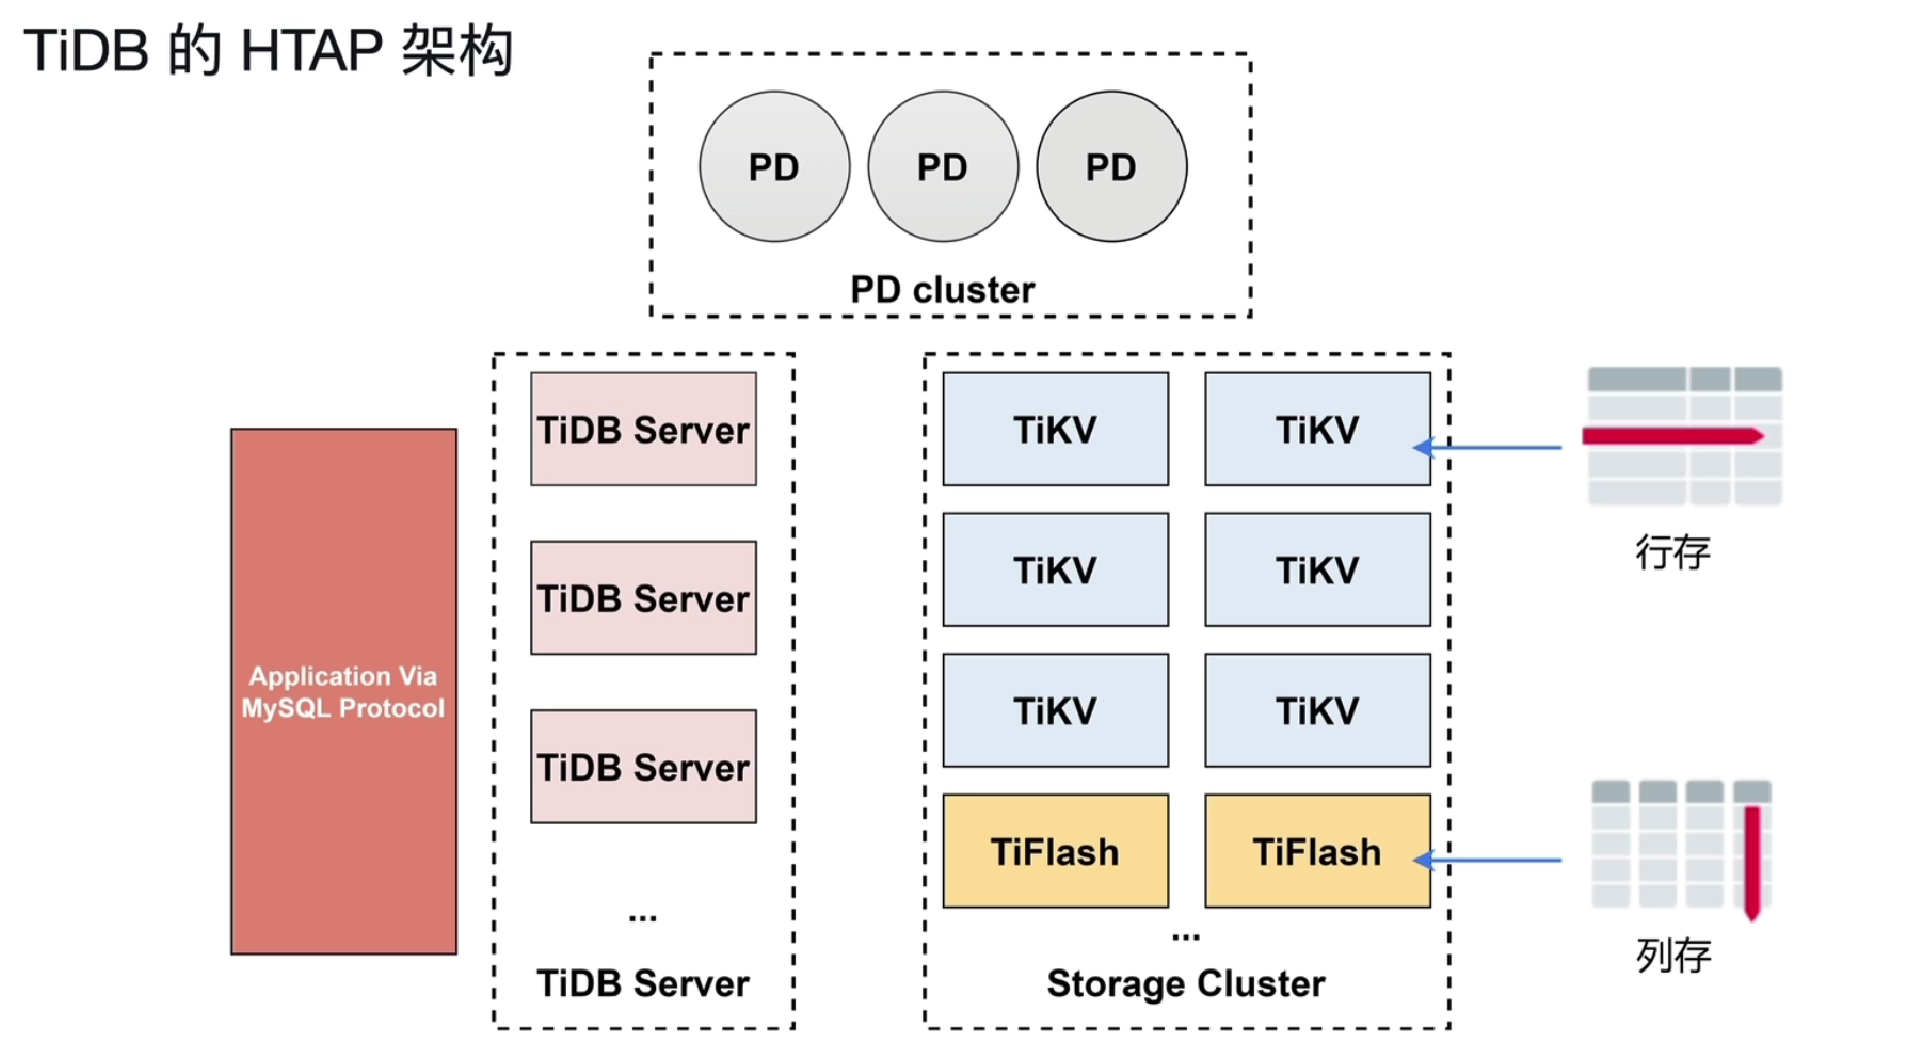 TiDB 的 HTAP 架构
PD
PD
PD
PD cluster
Application Via
MySQL Protocol
TiDB Server
TiDB Server
TiDB Server
...
TiDB Server
TiKV
TiKV
TiKV
TiKV
TiKV
TiKV
TiFlash
TiFlash
...
Storage Cluster
行存
列存